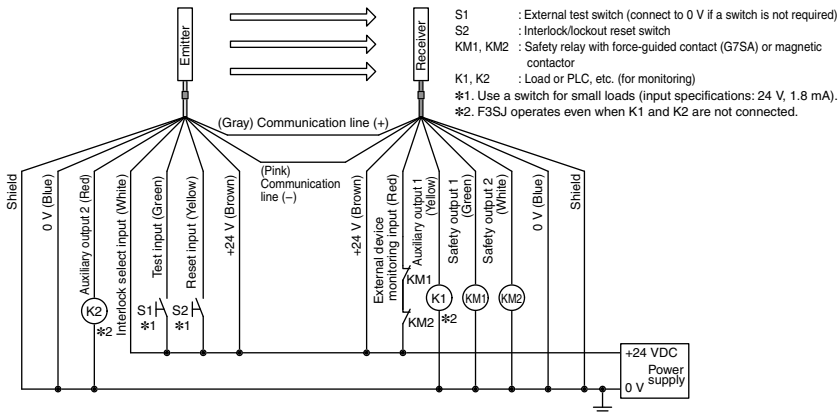 Emitter
Receiver
S1 : External test switch (connect to 0 V if a switch is not required)
S2 : Interlock/lockout reset switch
KM1, KM2 : Safety relay with force-guided contact (G7SA) or magnetic
contactor
K1, K2 : Load or PLC, etc. (for monitoring)
✻1. Use a switch for small loads (input specifications: 24 V, 1.8 mA).
✻2. F3SJ operates even when K1 and K2 are not connected.
(Gray) Communication line (+)
(Pink)
Communication
line (−)
Shield
0 V (Blue)
Auxiliary output 2 (Red)
Interlock select input (White)
Test input (Green)
Reset input (Yellow)
+24 V (Brown)
+24 V (Brown)
External device
monitoring input (Red)
Auxiliary output 1
(Yellow)
Safety output 1
(Green)
Safety output 2
(White)
0 V (Blue)
Shield
K2
✻2
S1
✻1
S2
✻1
KM1
KM2
K1
✻2
KM1
KM2
+24 VDC
Power
supply
0 V